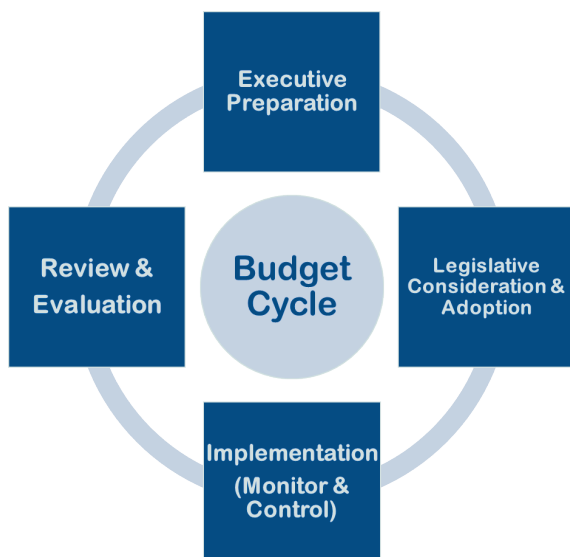 Executive
Preparation
Review &
Evaluation
Budget
Cycle
Legislative
Consideration &
Adoption
Implementation
(Monitor &
Control)